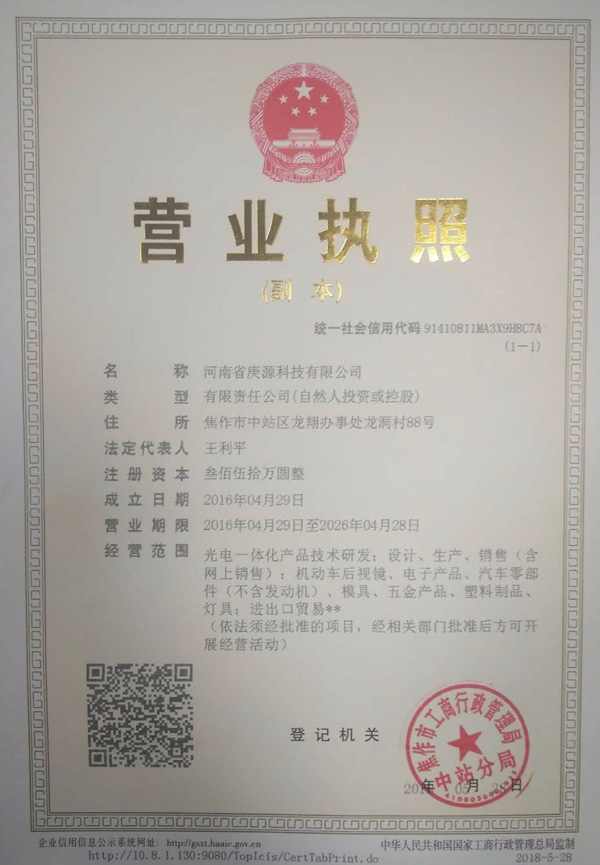 营业执照
(副 本)
统一社会信用代码 91410811MA3X9HBC7A
(1-1)
名 称 河南省庚源科技有限公司
类 型 有限责任公司(自然人投资或控股)
住 所 焦作市中站区龙翔办事处龙洞村88号
法定代表人 王利平
注册资本 叁佰伍拾万圆整
成立日期 2016年04月29日
营业期限 2016年04月29日至2026年04月28日
经营范围 光电一体化产品技术研发；设计、生产、销售（含
网上销售）：机动车后视镜、电子产品、汽车零部
件（不含发动机）、模具、五金产品、塑料制品、
灯具；进出口贸易**
（依法须经批准的项目，经相关部门批准后方可开
展经营活动）
登记机关
焦作市工商行政管理局
中站分局
年 月 日
企业信用信息公示系统网址: http://gsxt.haaic.gov.cn
中华人民共和国国家工商行政管理总局监制
http://10.8.1.130:9080/TopIcis/CertTabPrint.do
2018-5-28